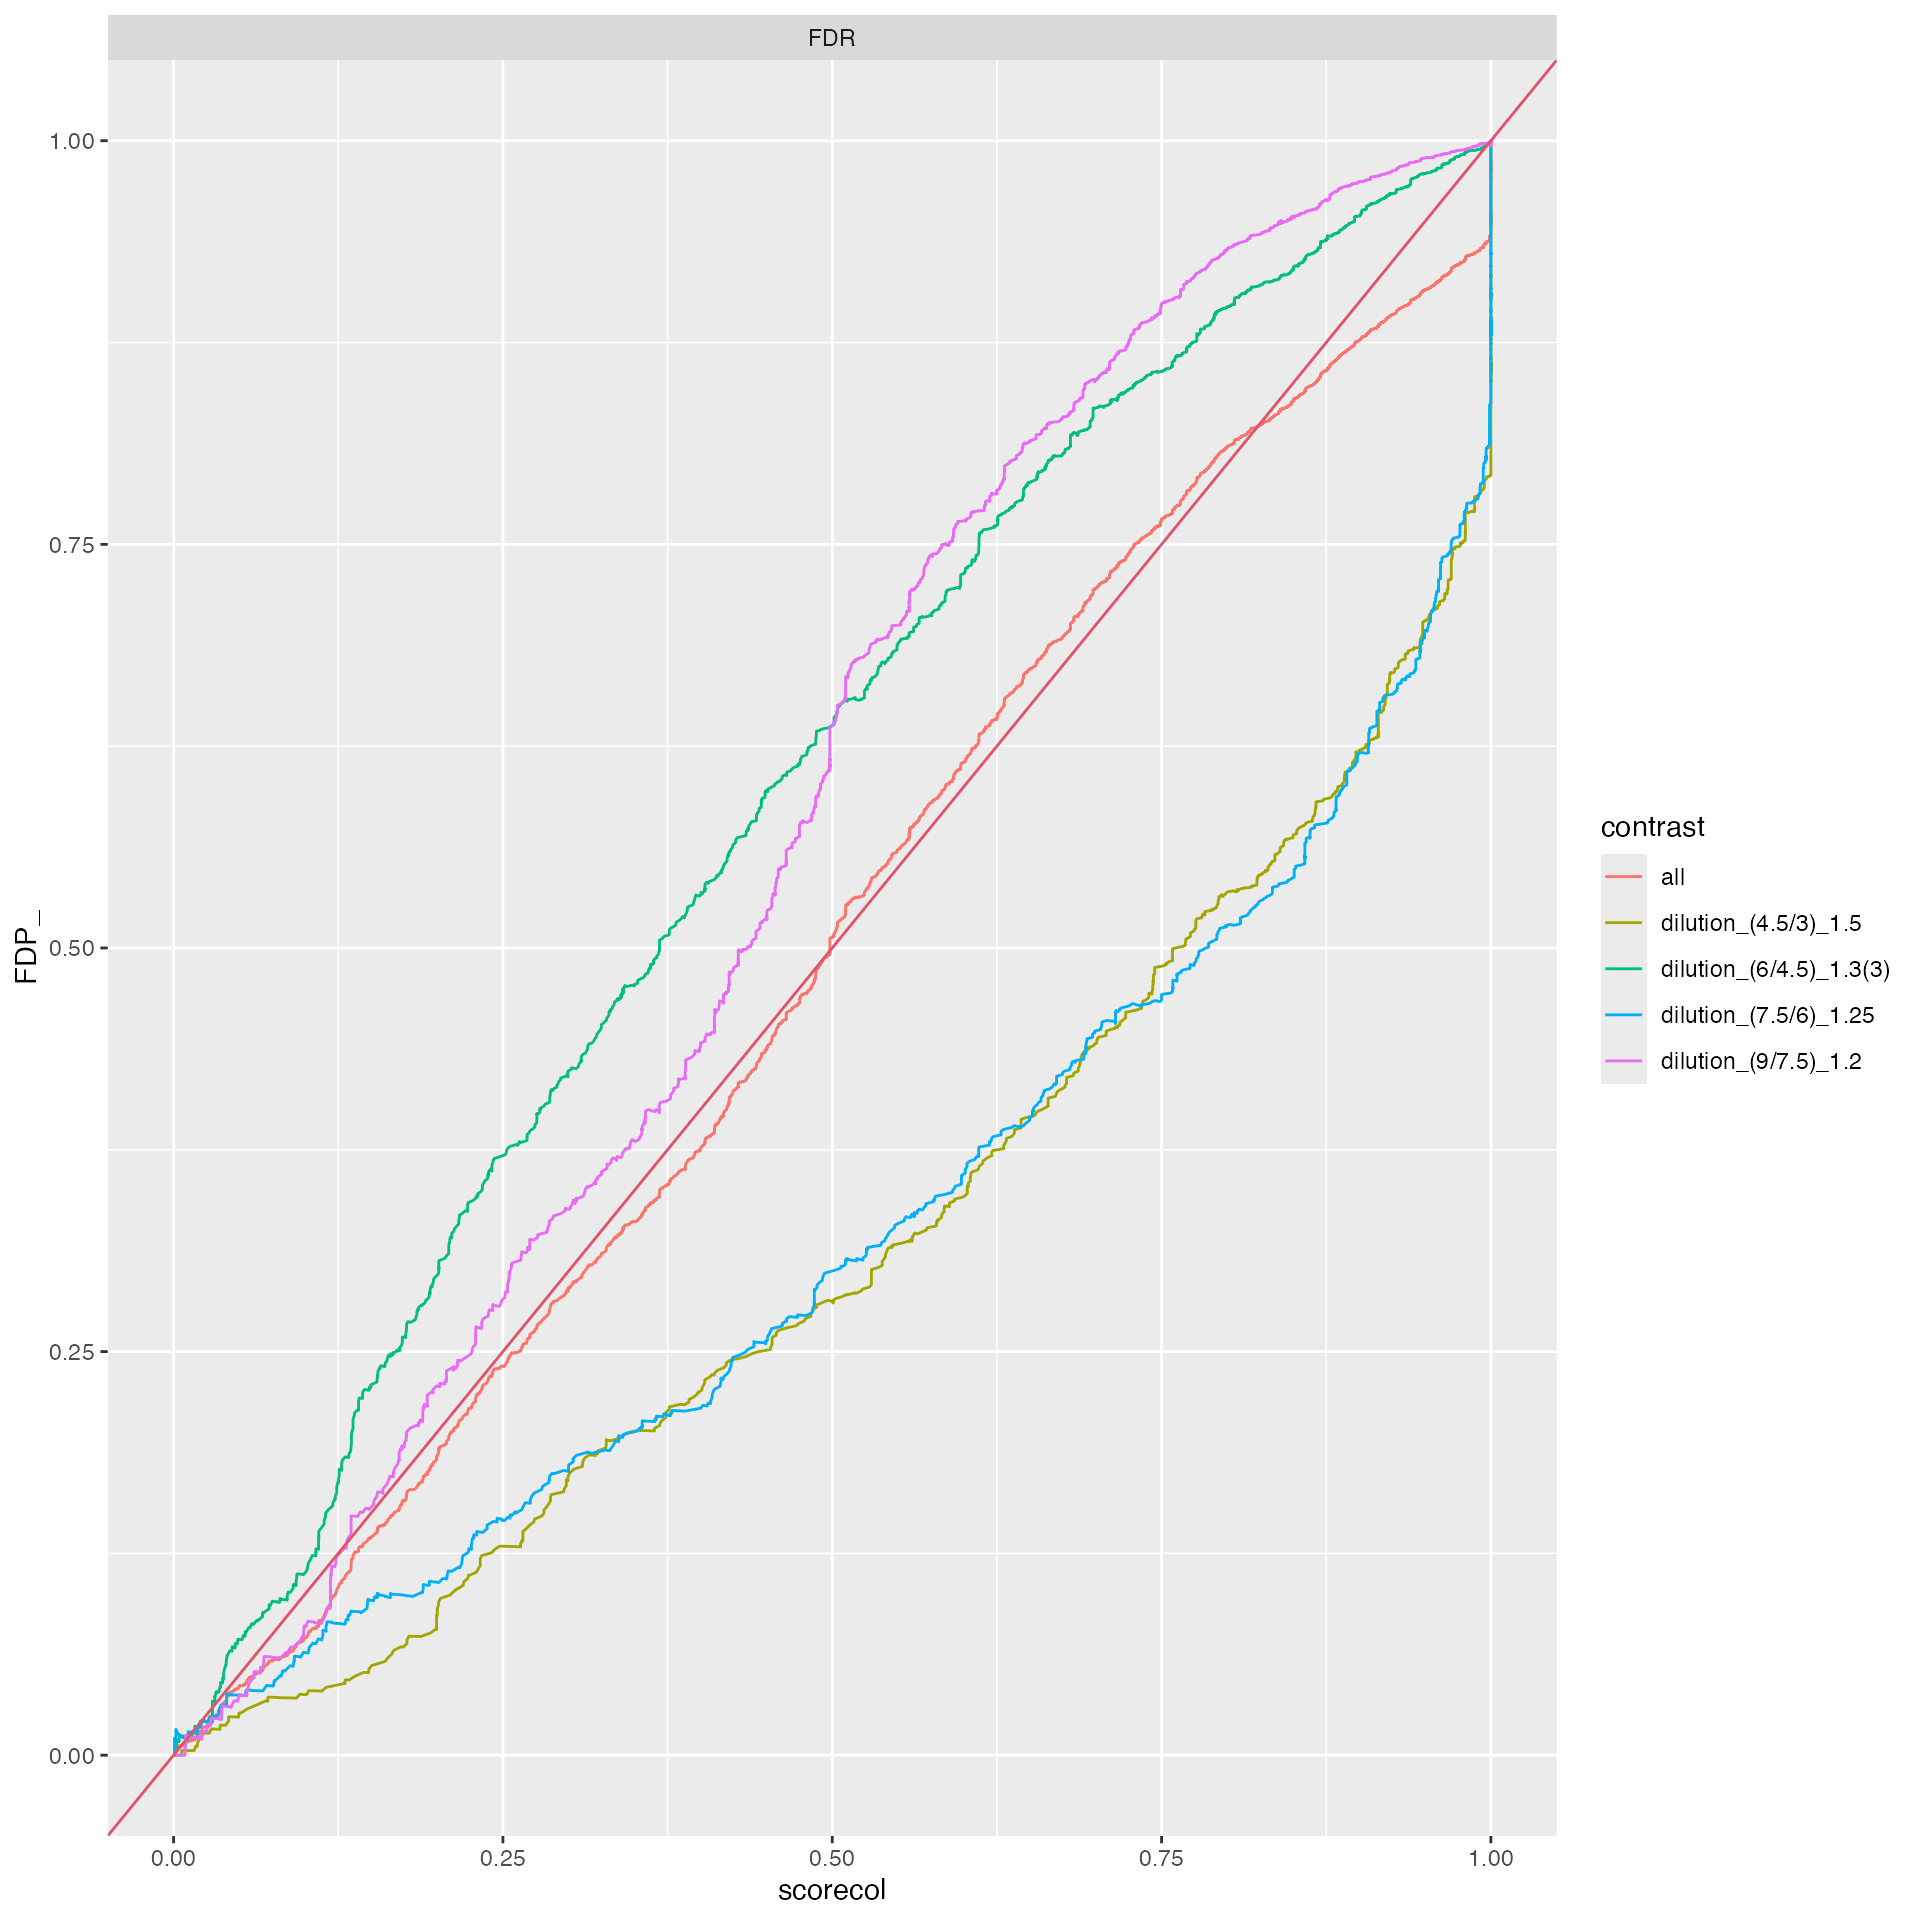 FDR
1.00
0.75
0.50
0.25
0.00
FDP_
0.00 0.25 0.50 0.75 1.00
scorecol
contrast
all
dilution_(4.5/3)_1.5
dilution_(6/4.5)_1.3(3)
dilution_(7.5/6)_1.25
dilution_(9/7.5)_1.2